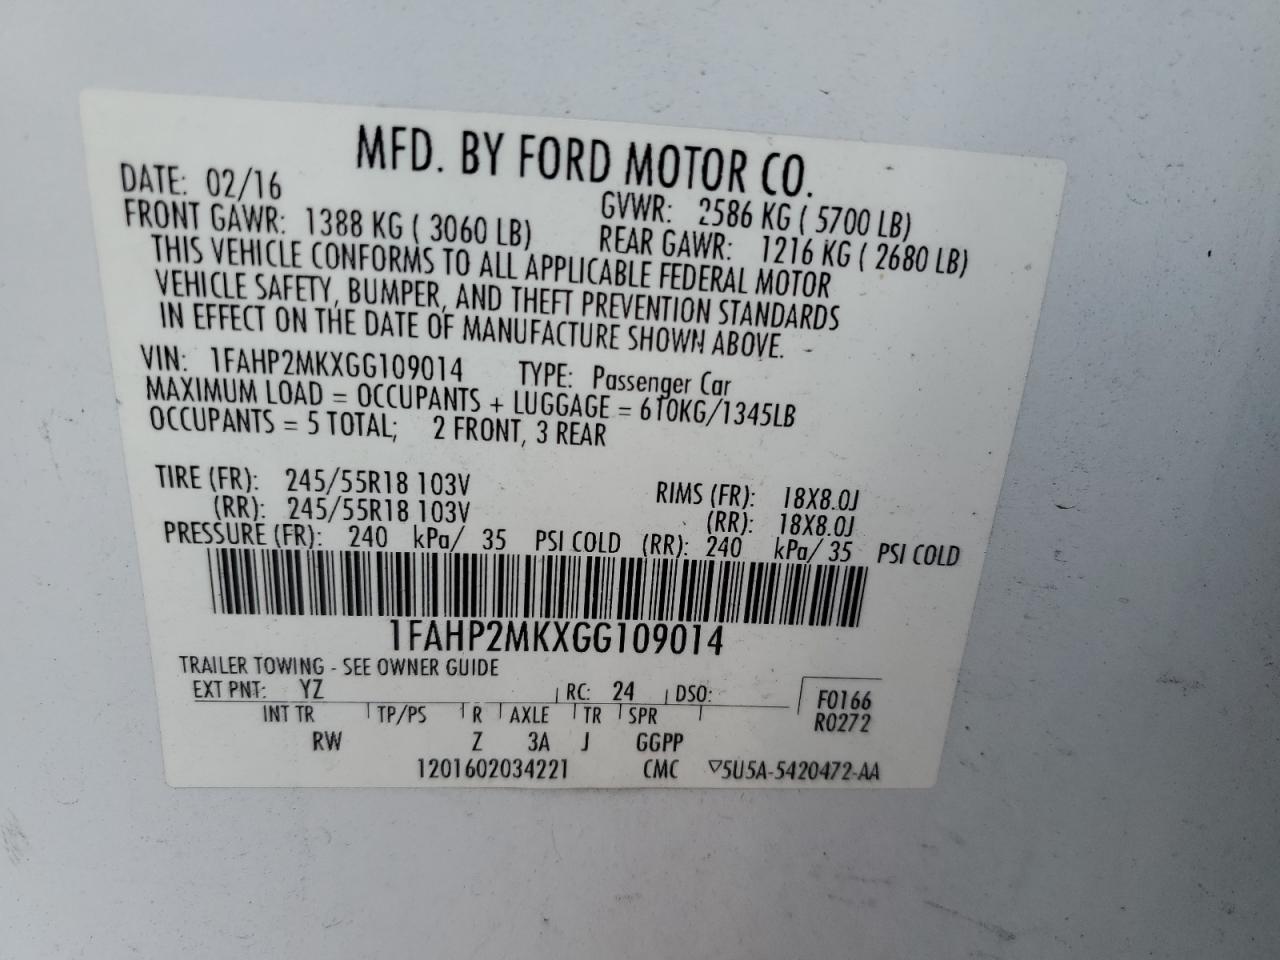 MFD. BY FORD MOTOR CO.
DATE: 02/16 GVWR: 2586 KG ( 5700 LB)
FRONT GAWR: 1388 KG ( 3060 LB) REAR GAWR: 1216 KG ( 2680 LB)
THIS VEHICLE CONFORMS TO ALL APPLICABLE FEDERAL MOTOR
VEHICLE SAFETY, BUMPER, AND THEFT PREVENTION STANDARDS
IN EFFECT ON THE DATE OF MANUFACTURE SHOWN ABOVE.
VIN: 1FAHP2MKXGG109014 TYPE: Passenger Car
MAXIMUM LOAD = OCCUPANTS + LUGGAGE = 610KG/1345LB
OCCUPANTS = 5 TOTAL; 2 FRONT, 3 REAR
TIRE (FR): 245/55R18 103V RIMS (FR): 18X8.0J
(RR): 245/55R18 103V (RR): 18X8.0J
PRESSURE (FR): 240 kPa/ 35 PSI COLD (RR): 240 kPa/ 35 PSI COLD
1FAHP2MKXGG109014
TRAILER TOWING - SEE OWNER GUIDE
EXT PNT: YZ RC: 24 DSO: F0166
INT TR TP/PS R AXLE TR SPR R0272
RW Z 3A J GGPP
1201602034221 CMC ▽5U5A-5420472-AA